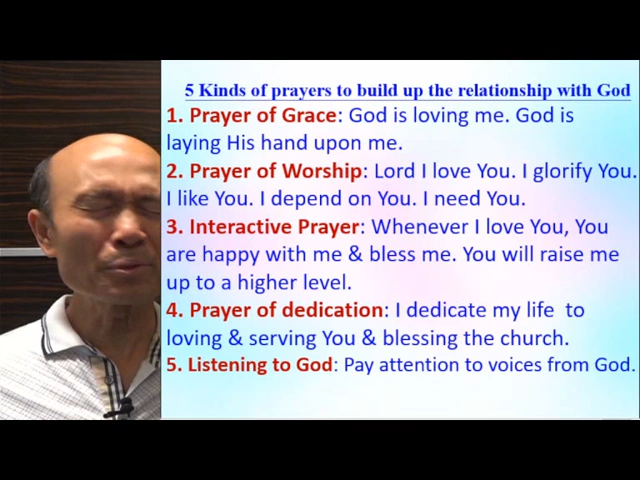 5 Kinds of prayers to build up the relationship with God
1. Prayer of Grace: God is loving me. God is
laying His hand upon me.
2. Prayer of Worship: Lord I love You. I glorify You.
I like You. I depend on You. I need You.
3. Interactive Prayer: Whenever I love You, You
are happy with me & bless me. You will raise me
up to a higher level.
4. Prayer of dedication: I dedicate my life to
loving & serving You & blessing the church.
5. Listening to God: Pay attention to voices from God.